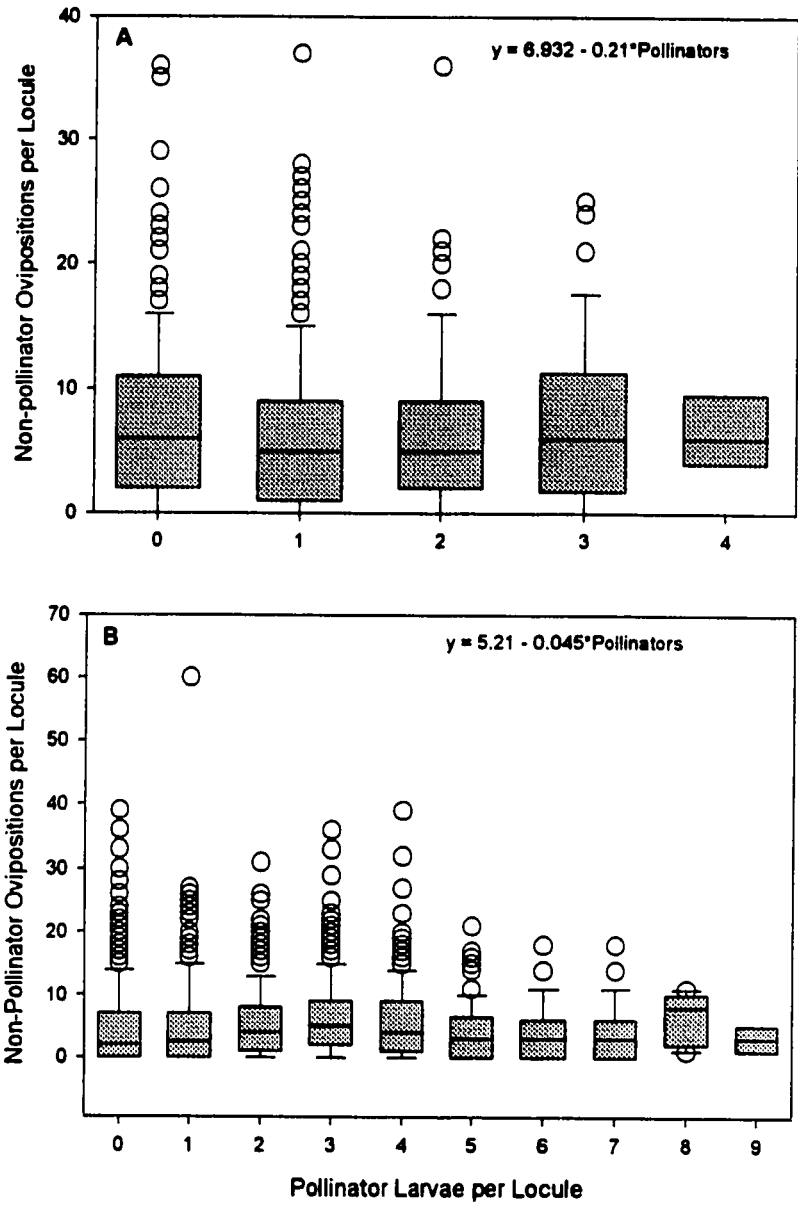 40
A
y = 6.932 - 0.21*Pollinators
30
20
10
0
Non-pollinator Ovipositions per Locule
0 1 2 3 4
70
B
y = 5.21 - 0.045*Pollinators
60
50
40
30
20
10
0
Non-Pollinator Ovipositions per Locule
0 1 2 3 4 5 6 7 8 9
Pollinator Larvae per Locule